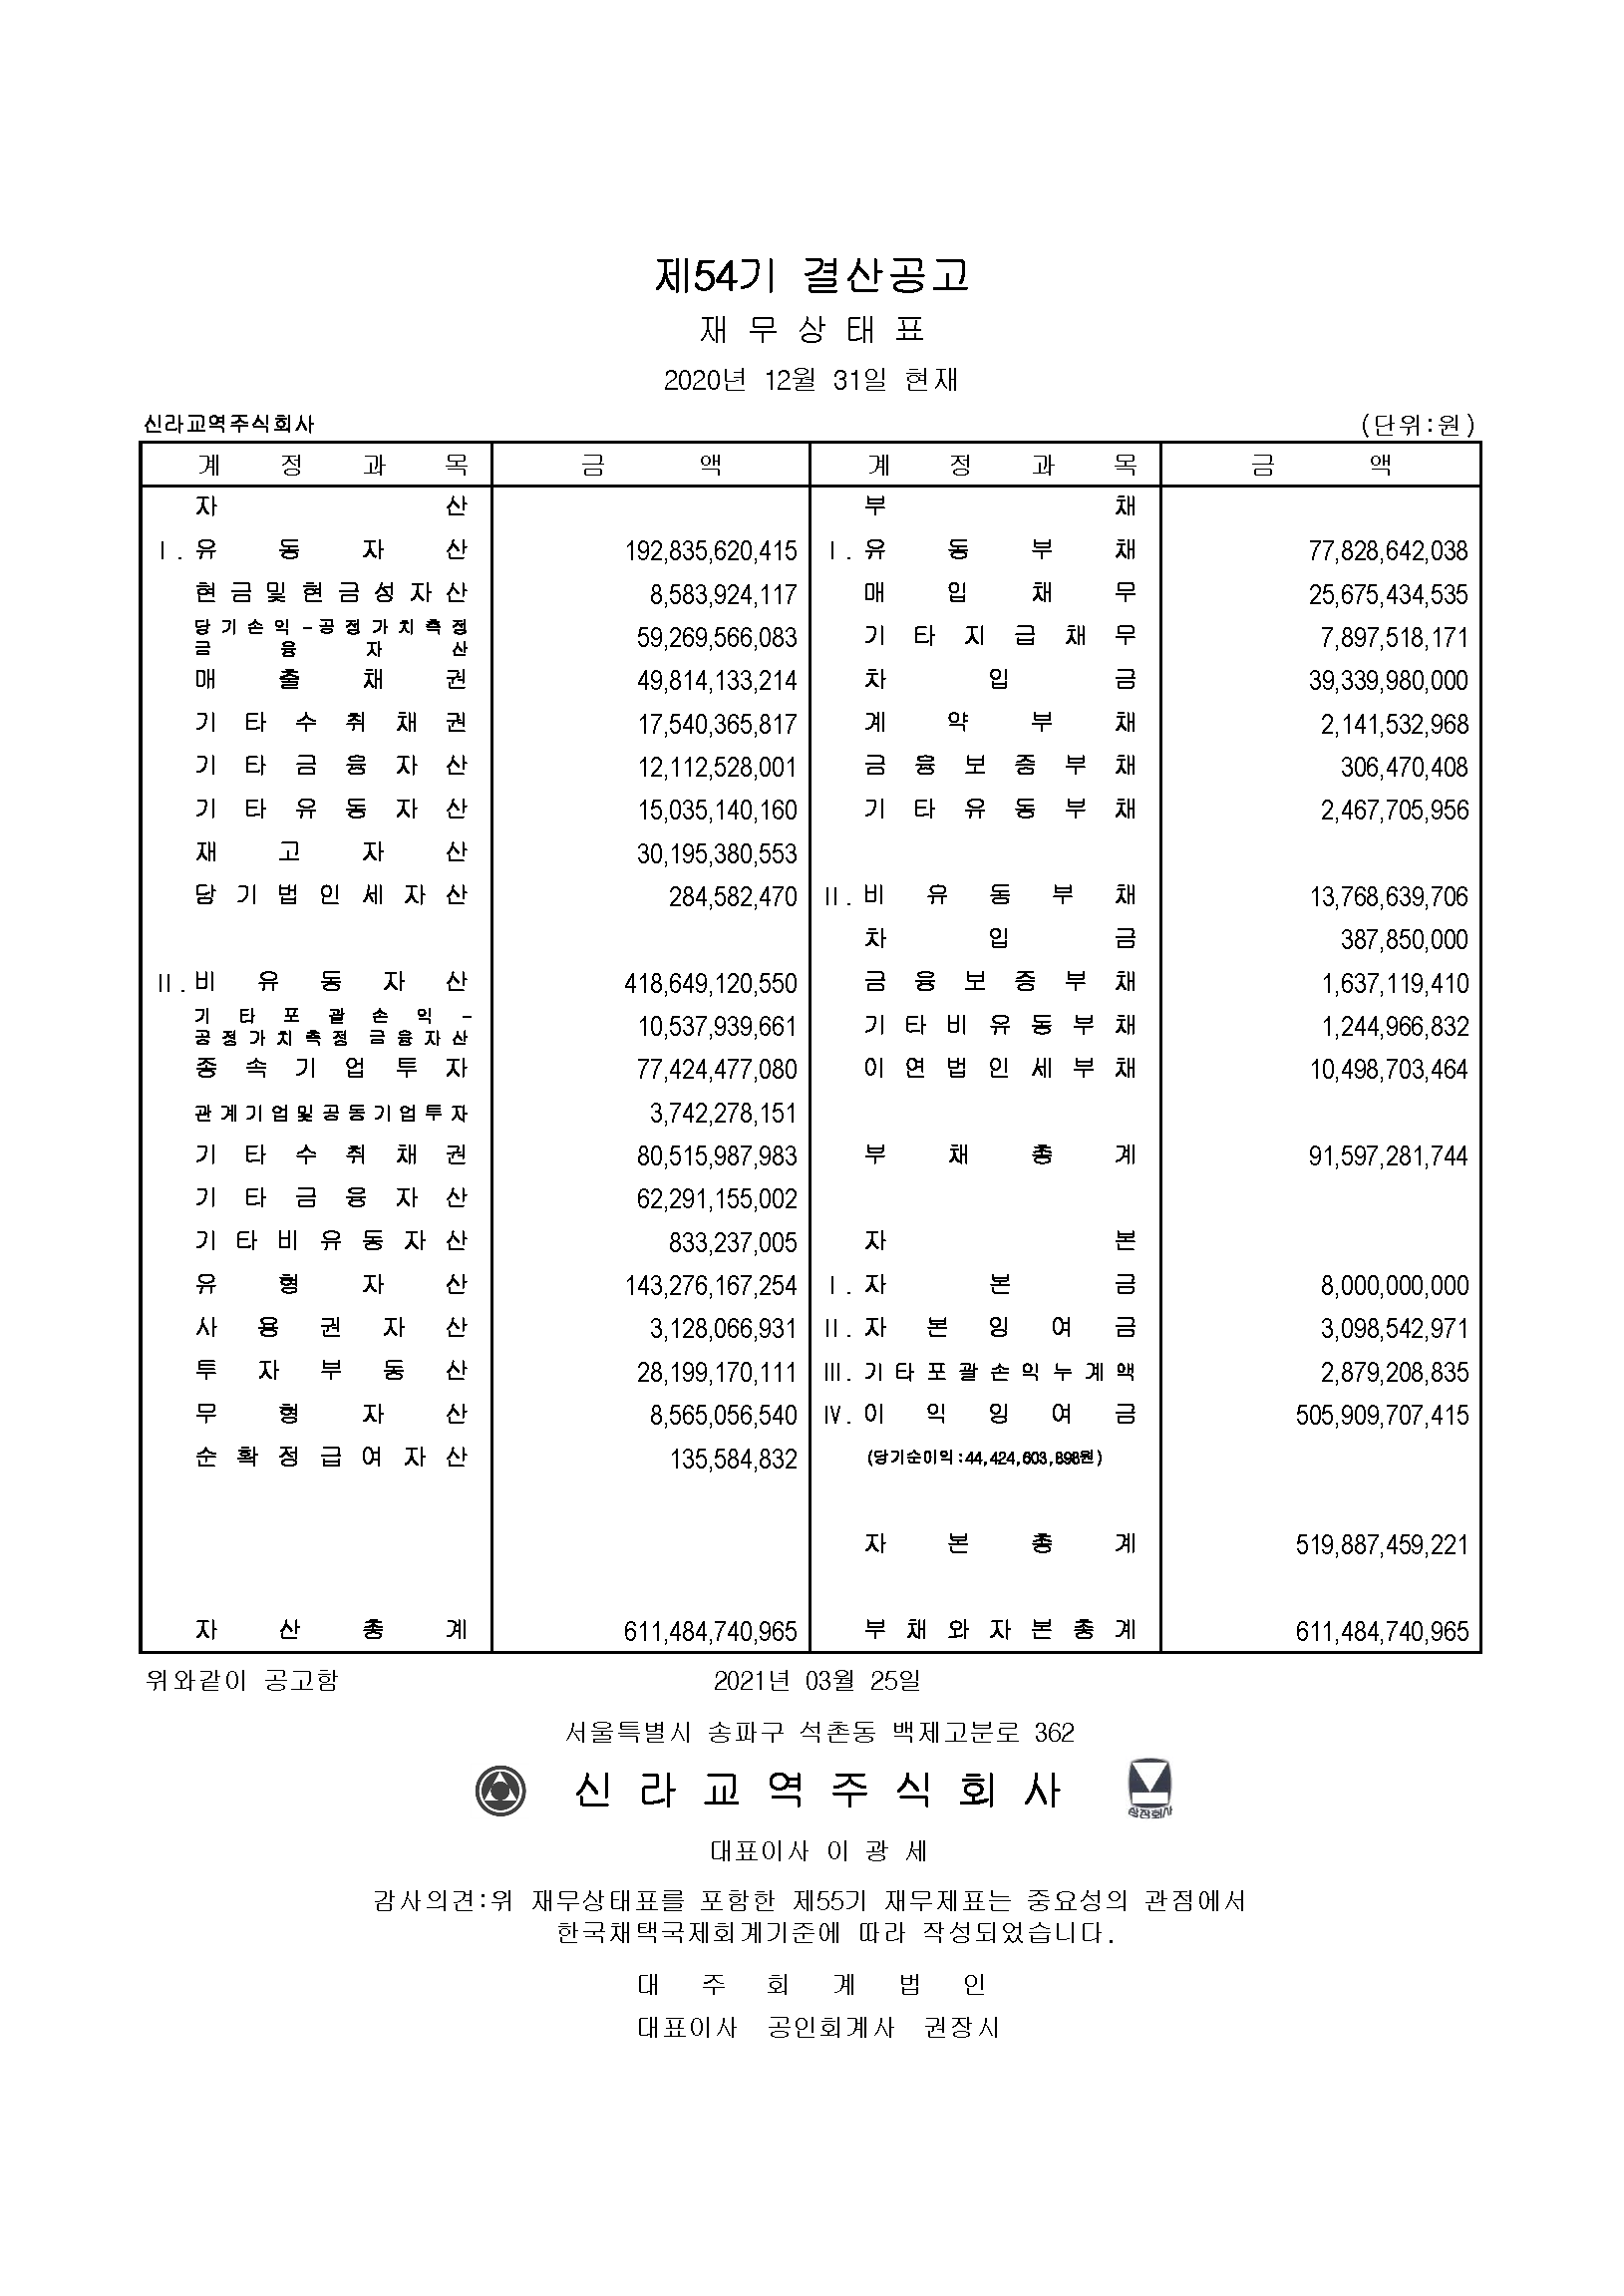 제54기 결산공고
재 무 상 태 표
2020년 12월 31일 현재
신라교역주식회사 (단위:원)
계 정 과 목 금 액 계 정 과 목 금 액
자 산 부 채
Ⅰ. 유 동 자 산 192,835,620,415 Ⅰ. 유 동 부 채 77,828,642,038
현금및현금성자산 8,583,924,117 매 입 채 무 25,675,434,535
당기손익-공정가치측정
금 융 자 산 59,269,566,083 기 타 지 급 채 무 7,897,518,171
매 출 채 권 49,814,133,214 차 입 금 39,339,980,000
기 타 수 취 채 권 17,540,365,817 계 약 부 채 2,141,532,968
기 타 금 융 자 산 12,112,528,001 금 융 보 증 부 채 306,470,408
기 타 유 동 자 산 15,035,140,160 기 타 유 동 부 채 2,467,705,956
재 고 자 산 30,195,380,553
당 기 법 인 세 자 산 284,582,470 Ⅱ. 비 유 동 부 채 13,768,639,706
차 입 금 387,850,000
Ⅱ. 비 유 동 자 산 418,649,120,550 금 융 보 증 부 채 1,637,119,410
기 타 포 괄 손 익 -
공정가치측정 금융자산 10,537,939,661 기 타 비 유 동 부 채 1,244,966,832
종 속 기 업 투 자 77,424,477,080 이 연 법 인 세 부 채 10,498,703,464
관계기업및공동기업투자 3,742,278,151
기 타 수 취 채 권 80,515,987,983 부 채 총 계 91,597,281,744
기 타 금 융 자 산 62,291,155,002
기 타 비 유 동 자 산 833,237,005 자 본
유 형 자 산 143,276,167,254 Ⅰ. 자 본 금 8,000,000,000
사 용 권 자 산 3,128,066,931 Ⅱ. 자 본 잉 여 금 3,098,542,971
투 자 부 동 산 28,199,170,111 Ⅲ. 기타포괄손익누계액 2,879,208,835
무 형 자 산 8,565,056,540 Ⅳ. 이 익 잉 여 금 505,909,707,415
순 확 정 급 여 자 산 135,584,832 (당기순이익:44,424,603,898원)
자 본 총 계 519,887,459,221
자 산 총 계 611,484,740,965 부 채 와 자 본 총 계 611,484,740,965
위와같이 공고함 2021년 03월 25일
서울특별시 송파구 석촌동 백제고분로 362
신 라 교 역 주 식 회 사
상장회사
대표이사 이 광 세
감사의견:위 재무상태표를 포함한 제55기 재무제표는 중요성의 관점에서
한국채택국제회계기준에 따라 작성되었습니다.
대 주 회 계 법 인
대표이사 공인회계사 권장시